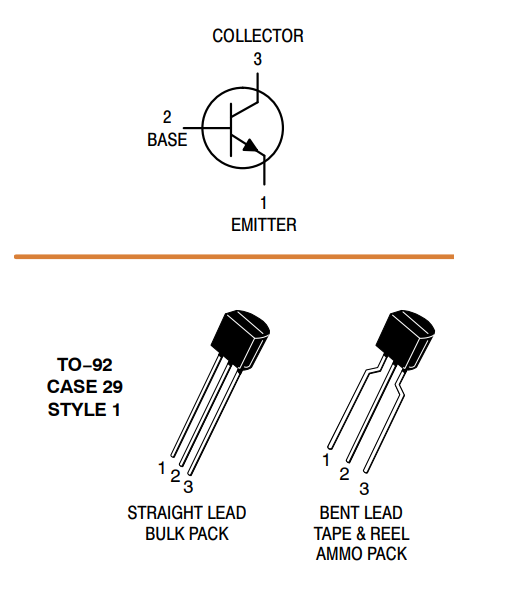 COLLECTOR
3
2
BASE
1
EMITTER
TO−92
CASE 29
STYLE 1
1
2
3
STRAIGHT LEAD
BULK PACK
1
2
3
BENT LEAD
TAPE & REEL
AMMO PACK